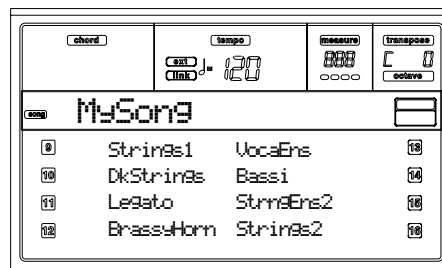 chord tempo measure transpose
ext link ♩= 120 888 C 0
octave
song MySong
9 Strings1 VocaEns 13
10 DkStrings Bassi 14
11 Legato StrngEns2 15
12 BrassyHorn Strings2 16